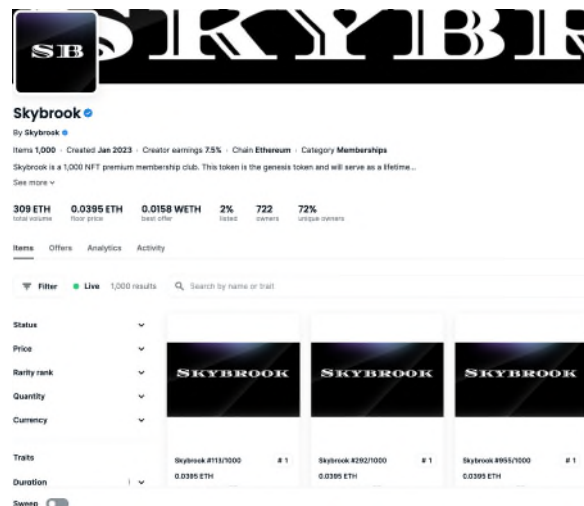 SKYBR
SB
Skybrook
By Skybrook
Items 1,000 · Created Jan 2023 · Creator earnings 7.5% · Chain Ethereum · Category Memberships
Skybrook is a 1,000 NFT premium membership club. This token is the genesis token and will serve as a lifetime...
See more
309 ETH 0.0395 ETH 0.0158 WETH 2% 722 72%
total volume floor price best offer listed owners unique owners
Items Offers Analytics Activity
Filter Live 1,000 results Search by name or trait
Status
Price
Rarity rank
Quantity
Currency
Traits
Duration 1
Sweep
SKYBROOK SKYBROOK SKYBROOK
Skybrook #113/1000 # 1 Skybrook #292/1000 # 1 Skybrook #955/1000 # 1
0.0395 ETH 0.0395 ETH 0.0395 ETH